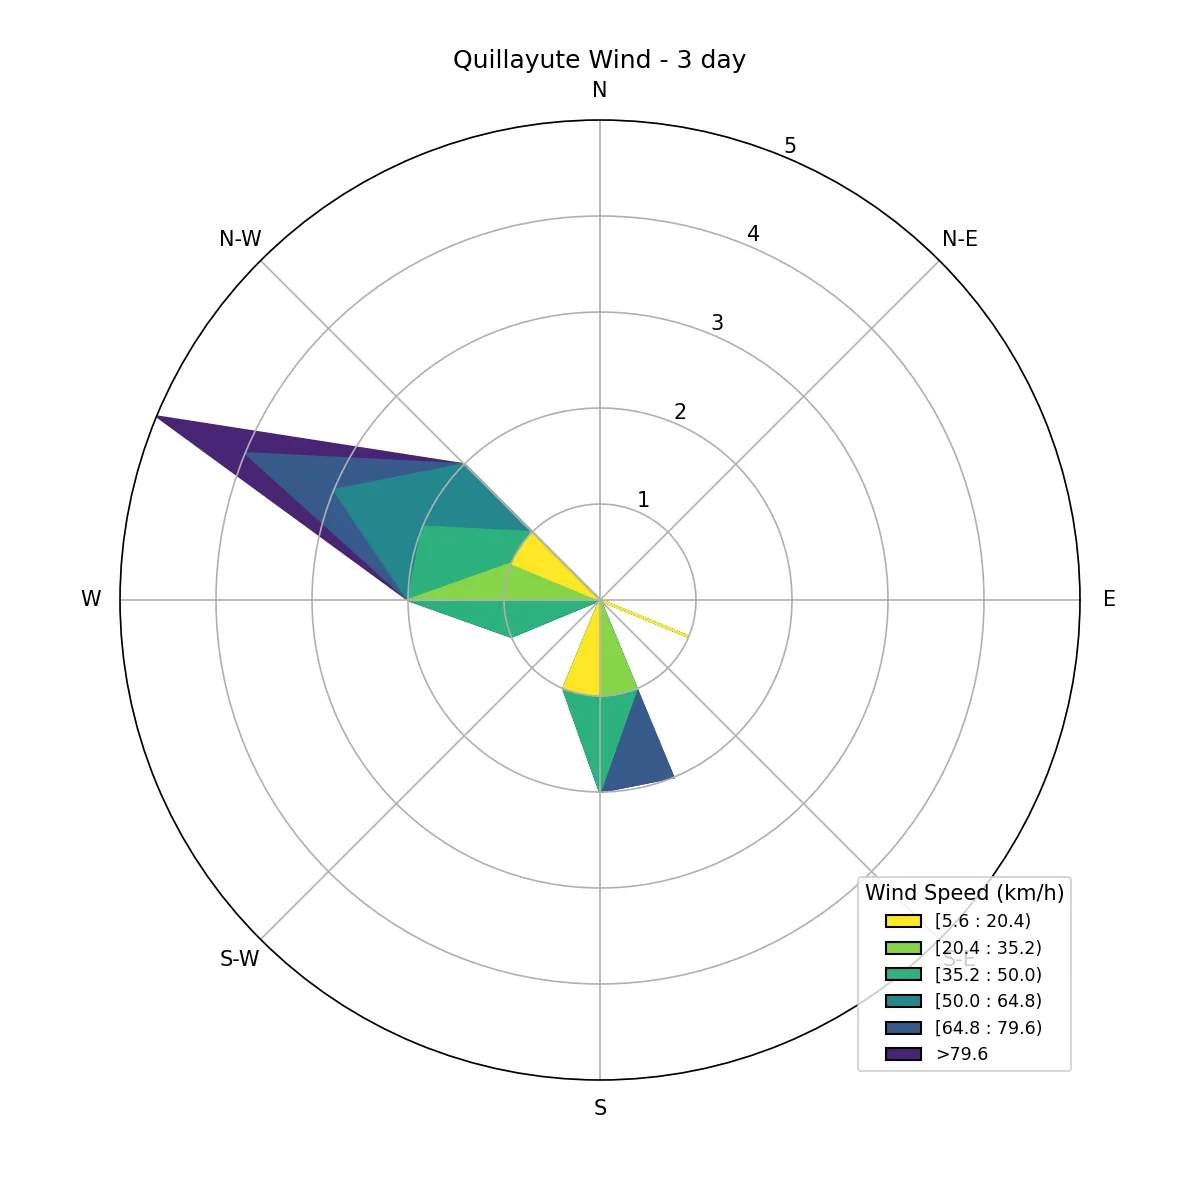 Quillayute Wind - 3 day
N
5
4
N-W
N-E
3
2
1
W
E
Wind Speed (km/h)
[5.6 : 20.4)
[20.4 : 35.2)
S-W
S-E
[35.2 : 50.0)
[50.0 : 64.8)
[64.8 : 79.6)
>79.6
S